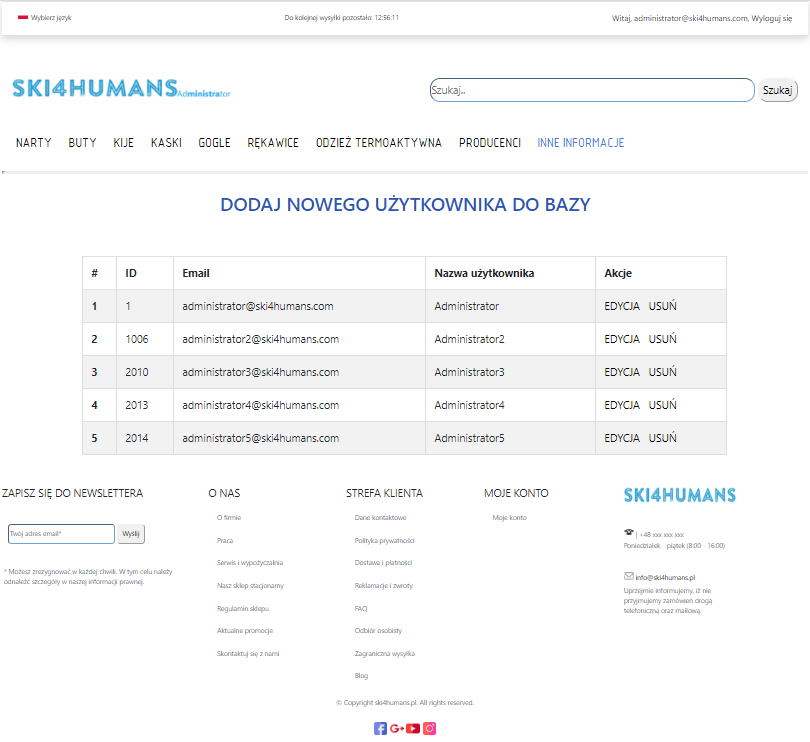 Wybierz język
Do kolejnej wysyłki pozostało: 12:56:11
Witaj, administrator@ski4humans.com, Wyloguj się
SKI4HUMANS Administrator
Szukaj..
Szukaj
NARTY BUTY KIJE KASKI GOGLE RĘKAWICE ODZIEŻ TERMOAKTYWNA PRODUCENCI INNE INFORMACJE
DODAJ NOWEGO UŻYTKOWNIKA DO BAZY
# ID Email Nazwa użytkownika Akcje
1 1 administrator@ski4humans.com Administrator EDYCJA USUŃ
2 1006 administrator2@ski4humans.com Administrator2 EDYCJA USUŃ
3 2010 administrator3@ski4humans.com Administrator3 EDYCJA USUŃ
4 2013 administrator4@ski4humans.com Administrator4 EDYCJA USUŃ
5 2014 administrator5@ski4humans.com Administrator5 EDYCJA USUŃ
ZAPISZ SIĘ DO NEWSLETTERA
Twój adres email*
Wyślij
* Możesz zrezygnować w każdej chwili. W tym celu należy
odnaleźć szczegóły w naszej informacji prawnej.
O NAS
O firmie
Praca
Serwis i wypożyczalnia
Nasz sklep stacjonarny
Regulamin sklepu
Aktualne promocje
Skontaktuj się z nami
STREFA KLIENTA
Dane kontaktowe
Polityka prywatności
Dostawa i płatności
Reklamacje i zwroty
FAQ
Odbiór osobisty
Zagraniczna wysyłka
Blog
MOJE KONTO
Moje konto
SKI4HUMANS
| +48 xxx xxx xxx
Poniedziałek - piątek (8:00 - 16:00)
info@ski4humans.pl
Uprzejmie informujemy, iż nie
przyjmujemy zamówień drogą
telefoniczną oraz mailową.
© Copyright ski4humans.pl. All rights reserved.